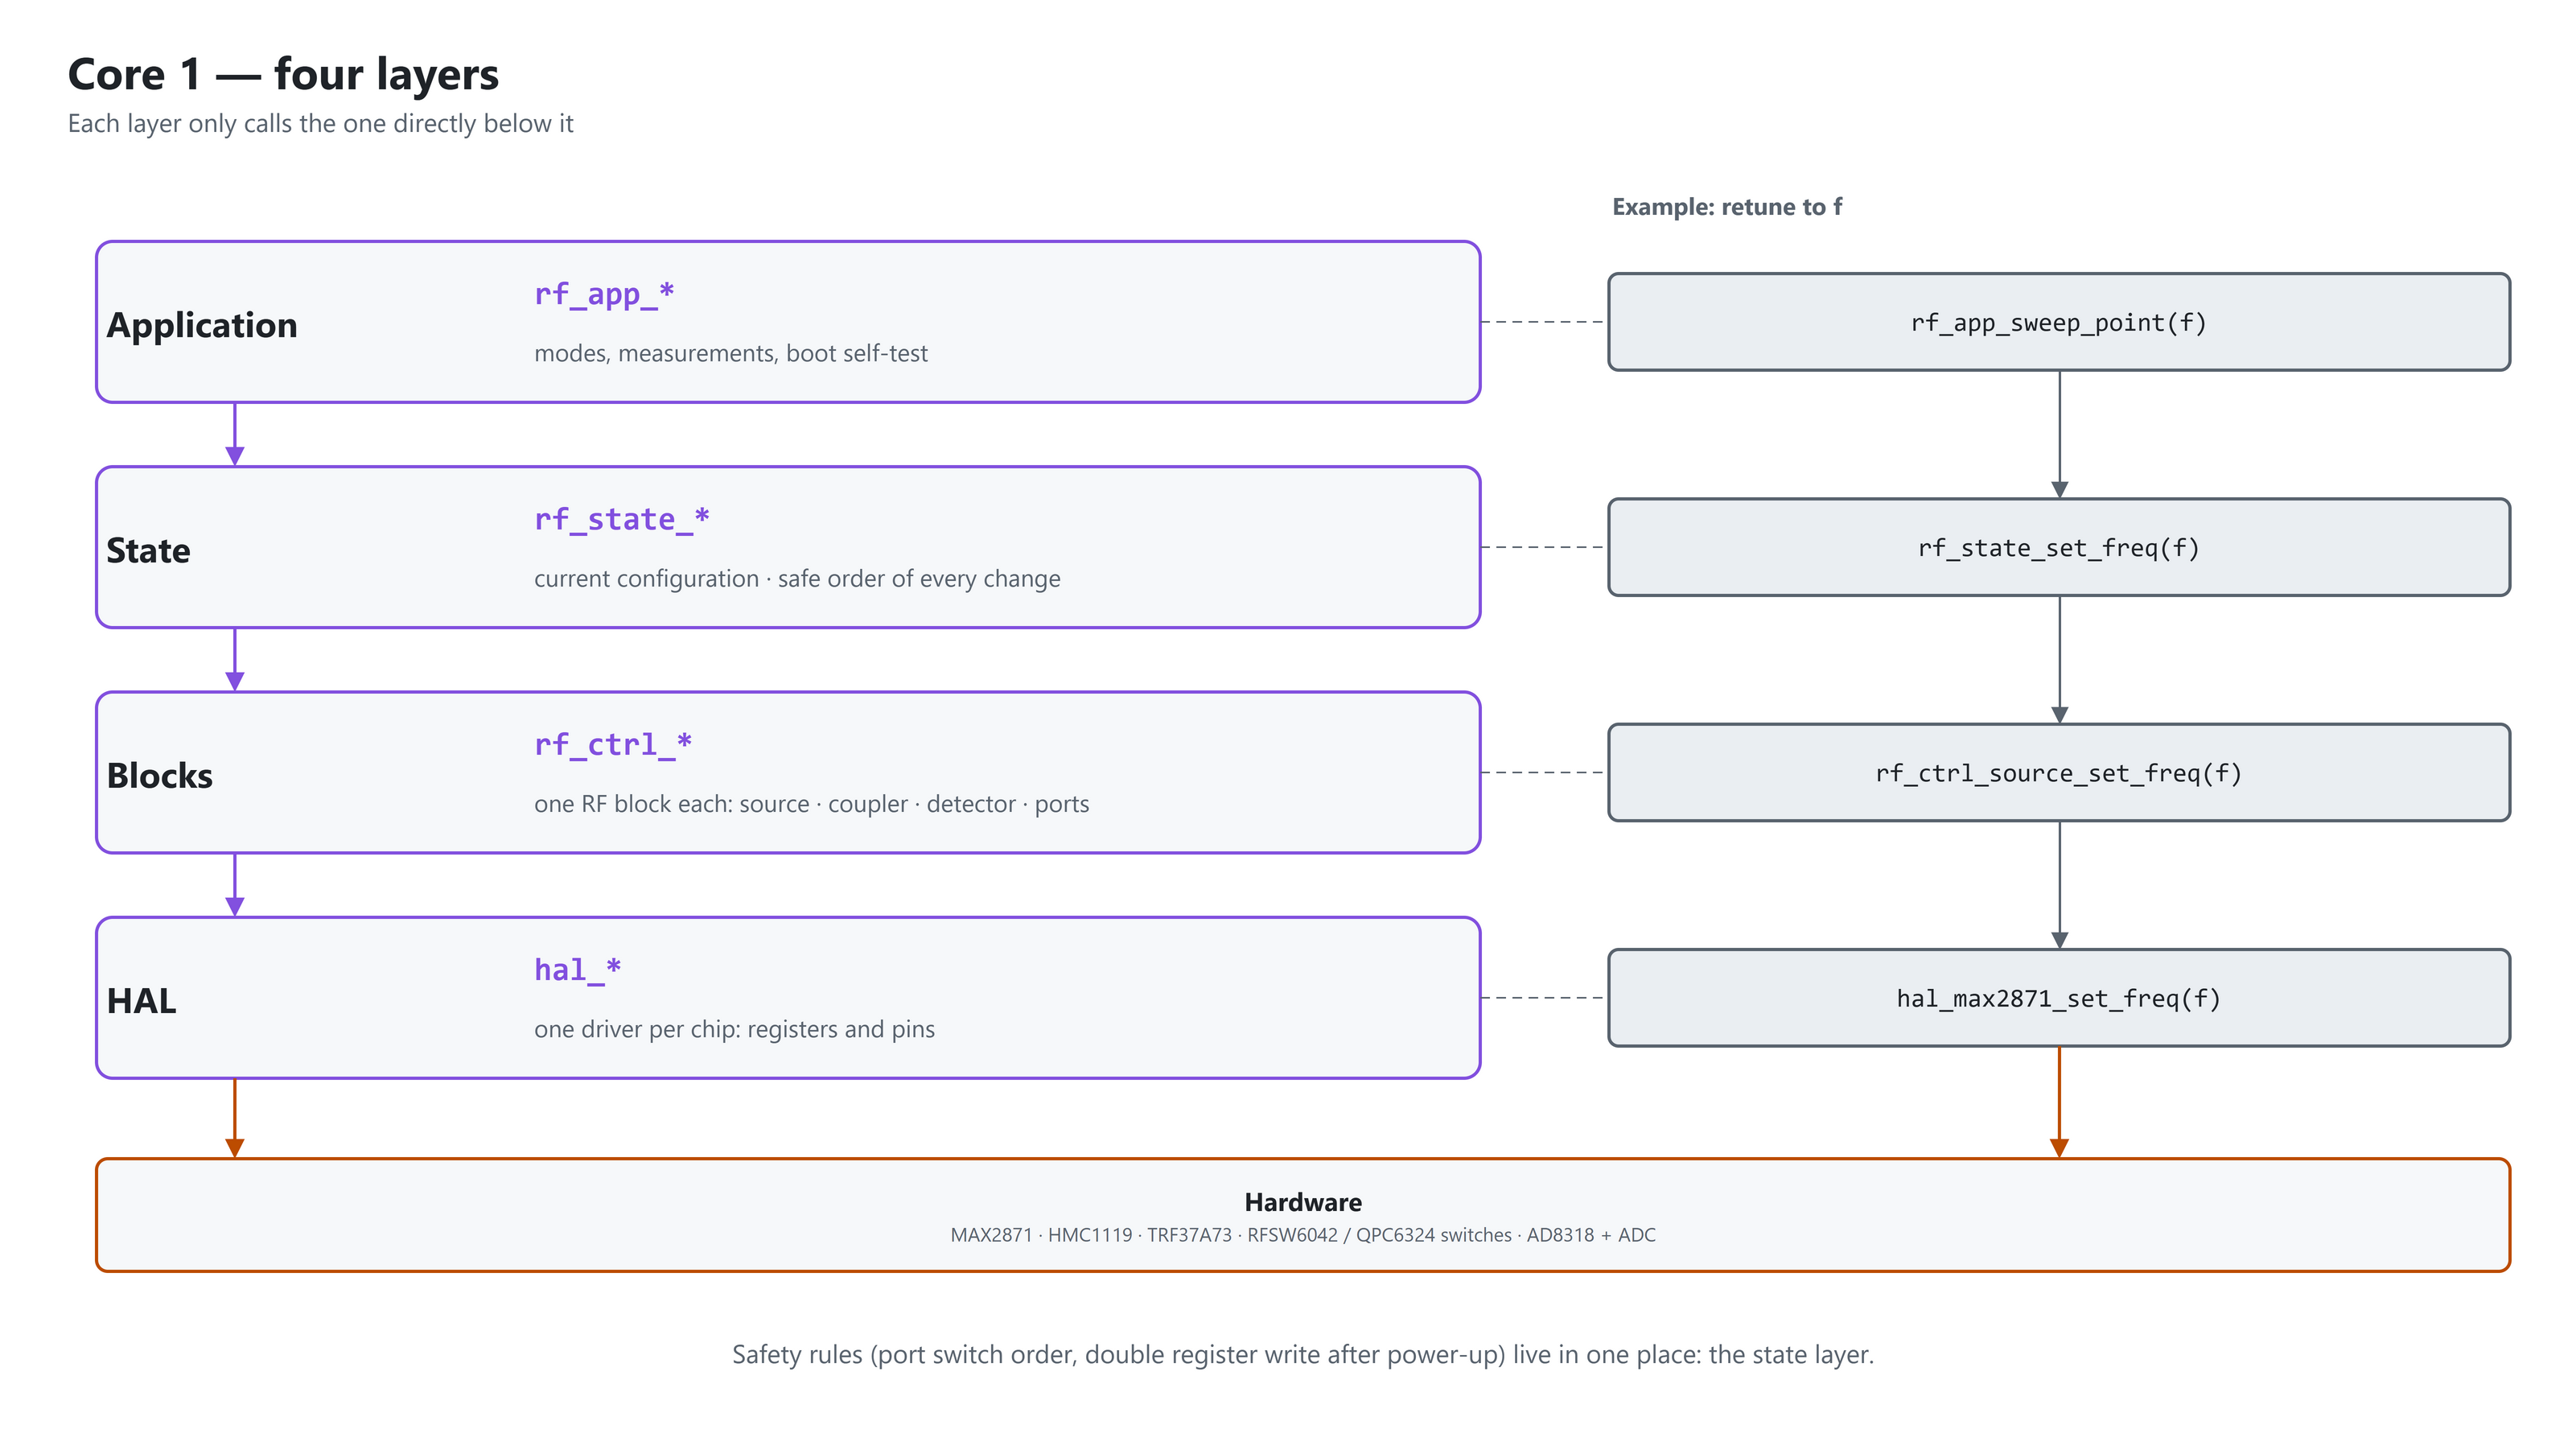 Core 1 — four layers
Each layer only calls the one directly below it
Example: retune to f
Application
rf_app_*
modes, measurements, boot self-test
rf_app_sweep_point(f)
State
rf_state_*
current configuration · safe order of every change
rf_state_set_freq(f)
Blocks
rf_ctrl_*
one RF block each: source · coupler · detector · ports
rf_ctrl_source_set_freq(f)
HAL
hal_*
one driver per chip: registers and pins
hal_max2871_set_freq(f)
Hardware
MAX2871 · HMC1119 · TRF37A73 · RFSW6042 / QPC6324 switches · AD8318 + ADC
Safety rules (port switch order, double register write after power-up) live in one place: the state layer.